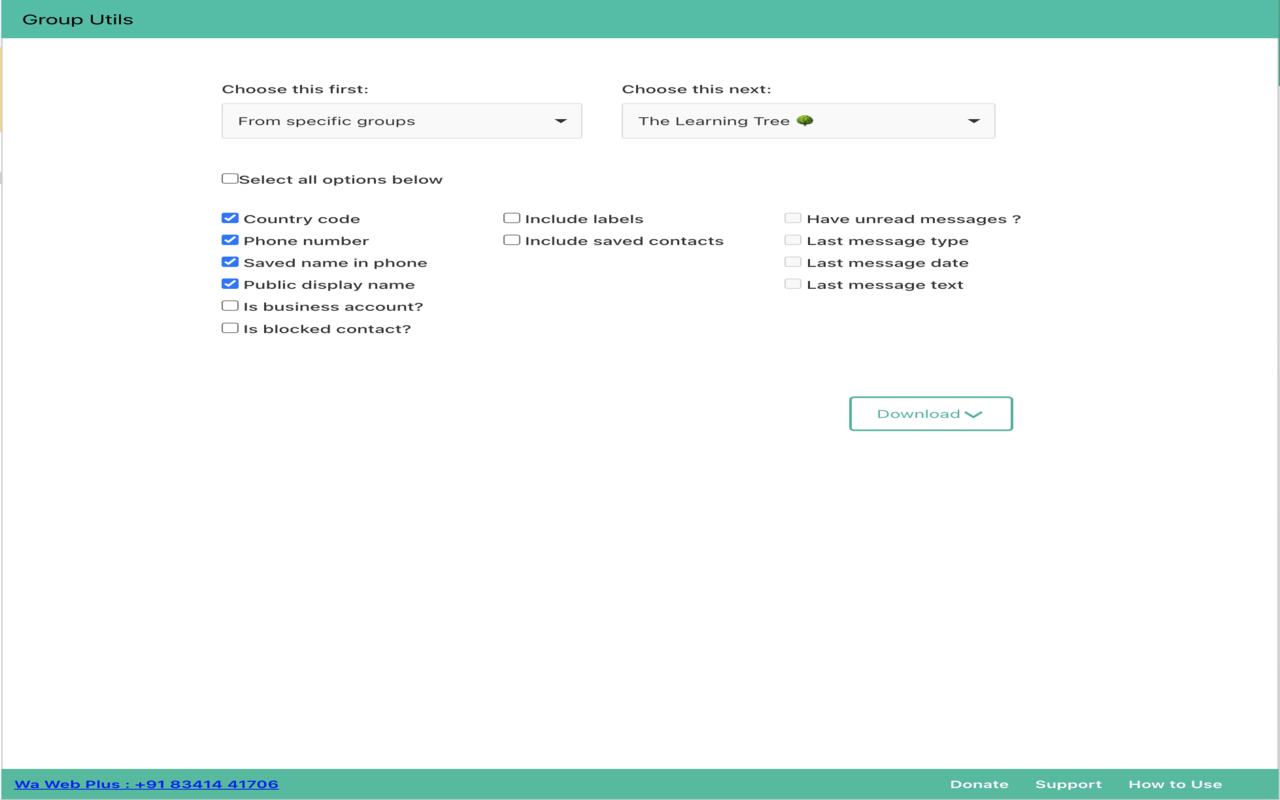 Group Utils
Choose this first:
Choose this next:
From specific groups
The Learning Tree 🌳
Select all options below
Country code
Include labels
Have unread messages ?
Phone number
Include saved contacts
Last message type
Saved name in phone
Last message date
Public display name
Last message text
Is business account?
Is blocked contact?
Download
Wa Web Plus : +91 83414 41706
Donate
Support
How to Use